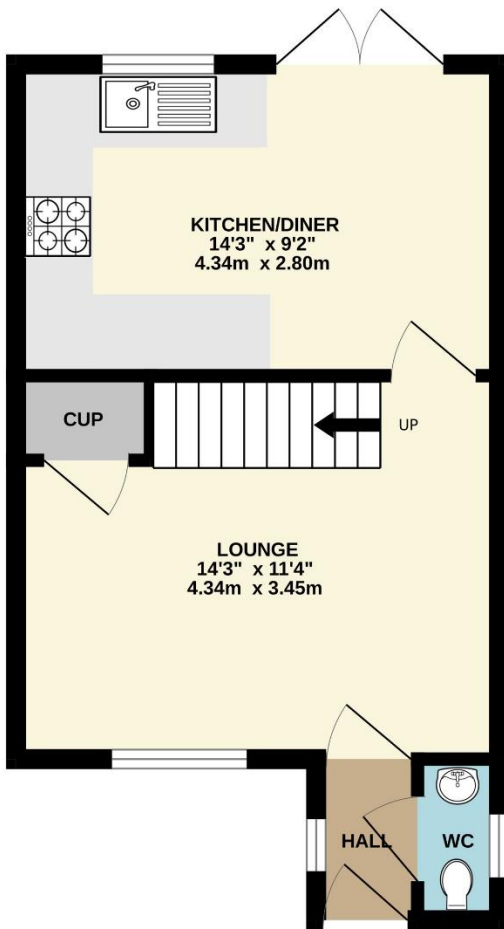 KITCHEN/DINER
14'3" x 9'2"
4.34m x 2.80m
CUP
UP
LOUNGE
14'3" x 11'4"
4.34m x 3.45m
HALL
WC